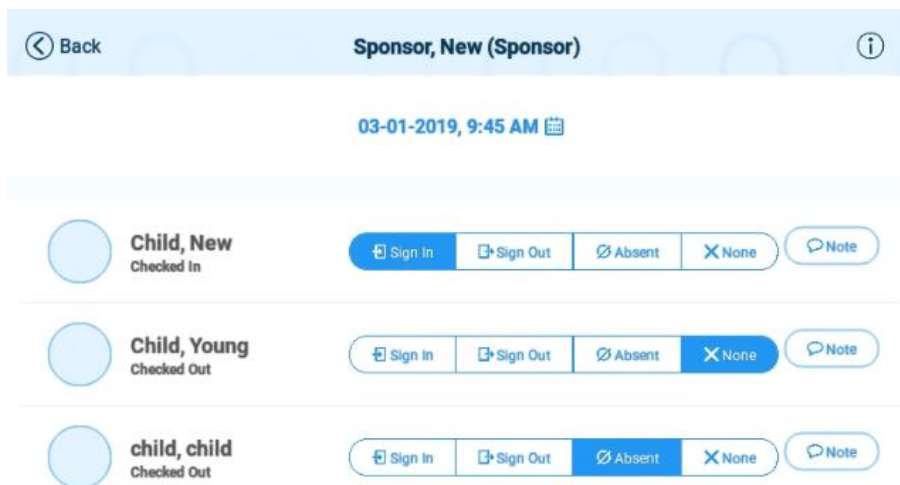 Back Sponsor, New (Sponsor)
03-01-2019, 9:45 AM
Child, New
Checked In
Sign In Sign Out Absent None Note
Child, Young
Checked Out
Sign In Sign Out Absent None Note
child, child
Checked Out
Sign In Sign Out Absent None Note